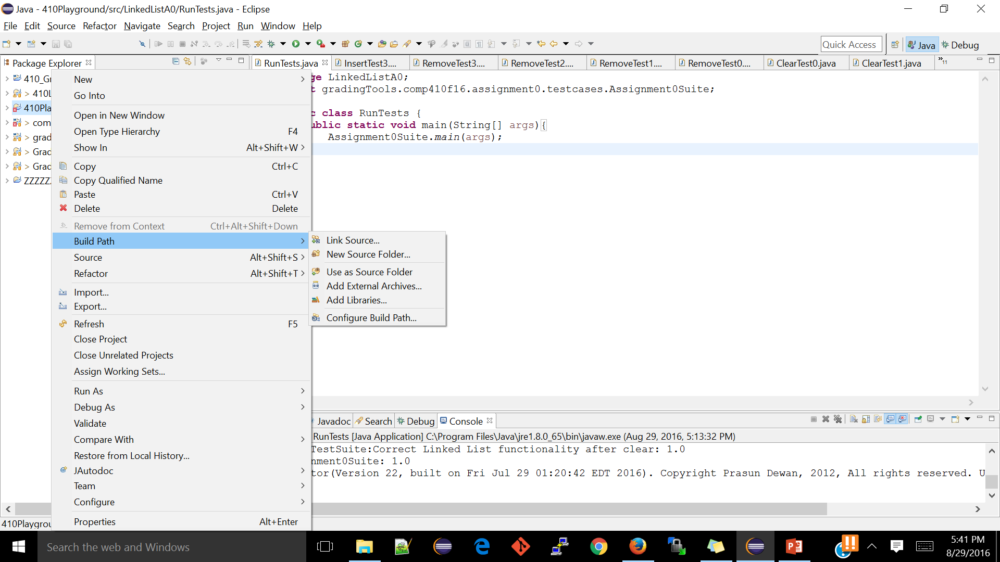 Java - 410Playground/src/LinkedListA0/RunTests.java - Eclipse
File Edit Source Refactor Navigate Search Project Run Window Help
Quick Access Java Debug
Package Explorer
RunTests.java InsertTest3.... RemoveTest3.... RemoveTest2.... RemoveTest1.... RemoveTest0.... ClearTest0.java ClearTest1.java »11
410_Gr
> 410L
410Pla
> com
> grad
> Grad
> Grad
ZZZZZZ
New
Go Into
Open in New Window
Open Type Hierarchy F4
Show In Alt+Shift+W
Copy Ctrl+C
Copy Qualified Name
Paste Ctrl+V
Delete Delete
Remove from Context Ctrl+Alt+Shift+Down
Build Path
Source Alt+Shift+S
Refactor Alt+Shift+T
Import...
Export...
Refresh F5
Close Project
Close Unrelated Projects
Assign Working Sets...
Run As
Debug As
Validate
Compare With
Restore from Local History...
JAutodoc
Team
Configure
Properties Alt+Enter
Link Source...
New Source Folder...
Use as Source Folder
Add External Archives...
Add Libraries...
Configure Build Path...
ge LinkedListA0;
t gradingTools.comp410f16.assignment0.testcases.Assignment0Suite;
c class RunTests {
ublic static void main(String[] args){
Assignment0Suite.main(args);
Javadoc Search Debug Console
RunTests [Java Application] C:\Program Files\Java\jre1.8.0_65\bin\javaw.exe (Aug 29, 2016, 5:13:32 PM)
TestSuite:Correct Linked List functionality after clear: 1.0
nment0Suite: 1.0
tor(Version 22, built on Fri Jul 29 01:20:42 EDT 2016). Copyright Prasun Dewan, 2012, All rights reserved. U
410Playgrou
Search the web and Windows
5:41 PM
8/29/2016